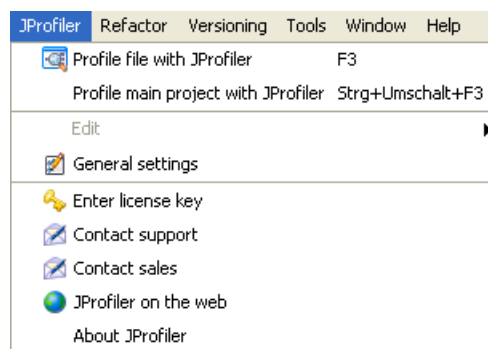 JProfiler Refactor Versioning Tools Window Help
Profile file with JProfiler F3
Profile main project with JProfiler Strg+Umschalt+F3
Edit
General settings
Enter license key
Contact support
Contact sales
JProfiler on the web
About JProfiler